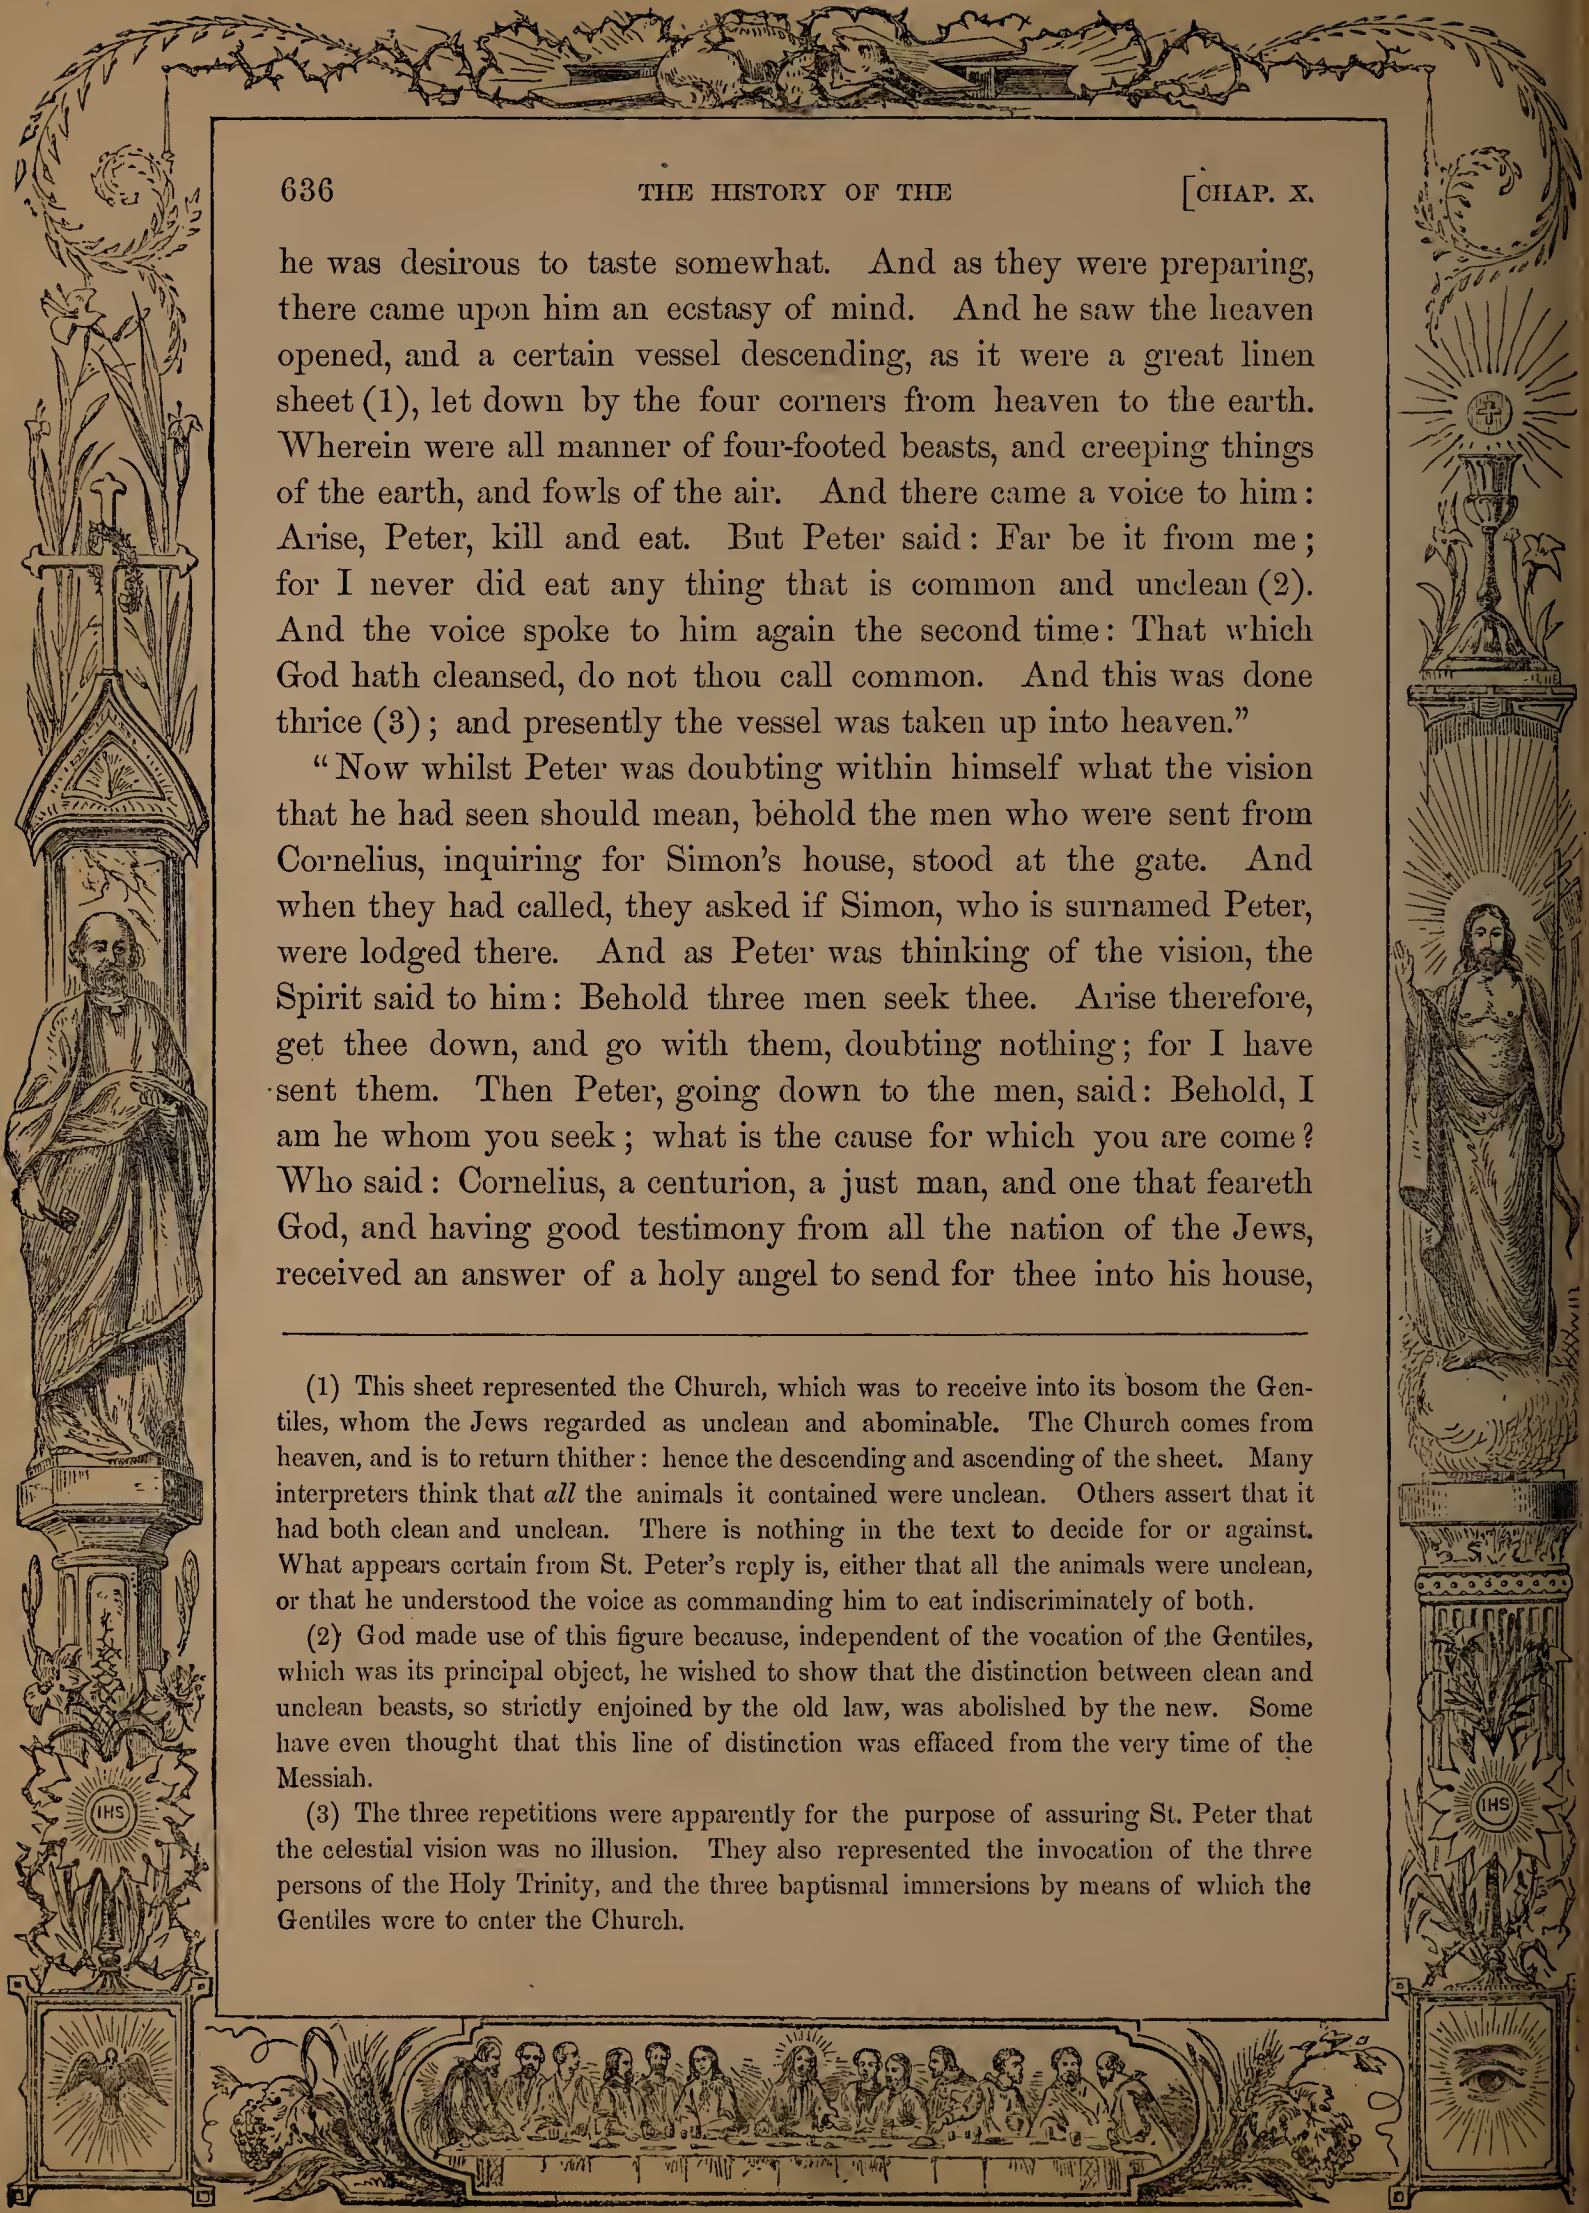 636 THE HISTORY OF THE [CHAP. X.
he was desirous to taste somewhat. And as they were preparing,
there came upon him an ecstasy of mind. And he saw the heaven
opened, and a certain vessel descending, as it were a great linen
sheet (1), let down by the four corners from heaven to the earth.
Wherein were all manner of four-footed beasts, and creeping things
of the earth, and fowls of the air. And there came a voice to him:
Arise, Peter, kill and eat. But Peter said: Far be it from me;
for I never did eat any thing that is common and unclean (2).
And the voice spoke to him again the second time: That which
God hath cleansed, do not thou call common. And this was done
thrice (3); and presently the vessel was taken up into heaven.”
“Now whilst Peter was doubting within himself what the vision
that he had seen should mean, behold the men who were sent from
Cornelius, inquiring for Simon’s house, stood at the gate. And
when they had called, they asked if Simon, who is surnamed Peter,
were lodged there. And as Peter was thinking of the vision, the
Spirit said to him: Behold three men seek thee. Arise therefore,
get thee down, and go with them, doubting nothing; for I have
sent them. Then Peter, going down to the men, said: Behold, I
am he whom you seek; what is the cause for which you are come?
Who said: Cornelius, a centurion, a just man, and one that feareth
God, and having good testimony from all the nation of the Jews,
received an answer of a holy angel to send for thee into his house,
(1) This sheet represented the Church, which was to receive into its bosom the Gen-
tiles, whom the Jews regarded as unclean and abominable. The Church comes from
heaven, and is to return thither: hence the descending and ascending of the sheet. Many
interpreters think that all the animals it contained were unclean. Others assert that it
had both clean and unclean. There is nothing in the text to decide for or against.
What appears certain from St. Peter’s reply is, either that all the animals were unclean,
or that he understood the voice as commanding him to eat indiscriminately of both.
(2) God made use of this figure because, independent of the vocation of the Gentiles,
which was its principal object, he wished to show that the distinction between clean and
unclean beasts, so strictly enjoined by the old law, was abolished by the new. Some
have even thought that this line of distinction was effaced from the very time of the
Messiah.
(3) The three repetitions were apparently for the purpose of assuring St. Peter that
the celestial vision was no illusion. They also represented the invocation of the three
persons of the Holy Trinity, and the three baptismal immersions by means of which the
Gentiles were to enter the Church.
IHS
IHS